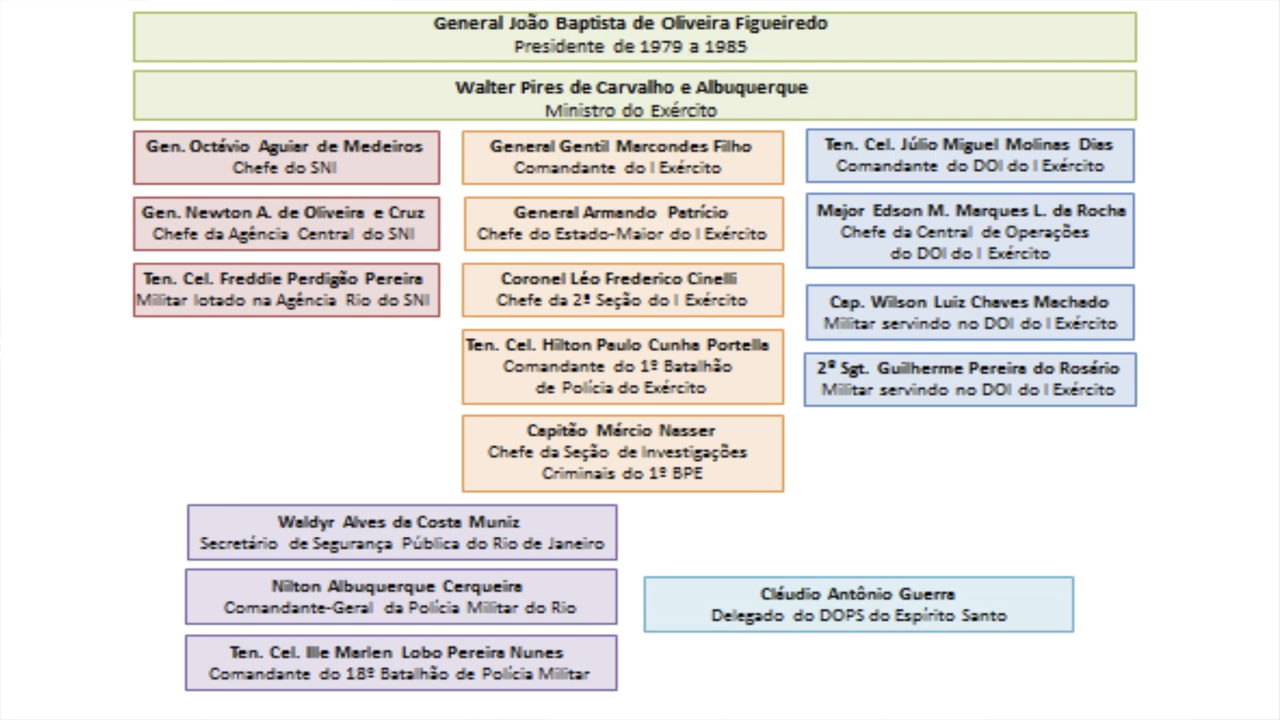 General João Baptista de Oliveira Figueiredo
Presidente de 1979 a 1985
Walter Pires de Carvalho e Albuquerque
Ministro do Exército
Gen. Octávio Aguiar de Medeiros
Chefe do SNI
Gen. Newton A. de Oliveira e Cruz
Chefe da Agência Central do SNI
Ten. Cel. Freddie Perdigão Pereira
Militar lotado na Agência Rio do SNI
General Gentil Marcondes Filho
Comandante do I Exército
General Armando Patrício
Chefe do Estado-Maior do I Exército
Coronel Léo Frederico Cinelli
Chefe da 2ª Seção do I Exército
Ten. Cel. Hilton Paulo Cunha Portella
Comandante do 1º Batalhão
de Polícia do Exército
Capitão Márcio Nasser
Chefe da Seção de Investigações
Criminais do 1º BPE
Ten. Cel. Júlio Miguel Molinas Dias
Comandante do DOI do I Exército
Major Edson M. Marques L. da Rocha
Chefe da Central de Operações
do DOI do I Exército
Cap. Wilson Luiz Chaves Machado
Militar servindo no DOI do I Exército
2º Sgt. Guilherme Pereira do Rosário
Militar servindo no DOI do I Exército
Waldyr Alves da Costa Muniz
Secretário de Segurança Pública do Rio de Janeiro
Nilton Albuquerque Cerqueira
Comandante-Geral da Polícia Militar do Rio
Ten. Cel. Ille Marlen Lobo Pereira Nunes
Comandante do 18º Batalhão de Polícia Militar
Cláudio Antônio Guerra
Delegado do DOPS do Espírito Santo